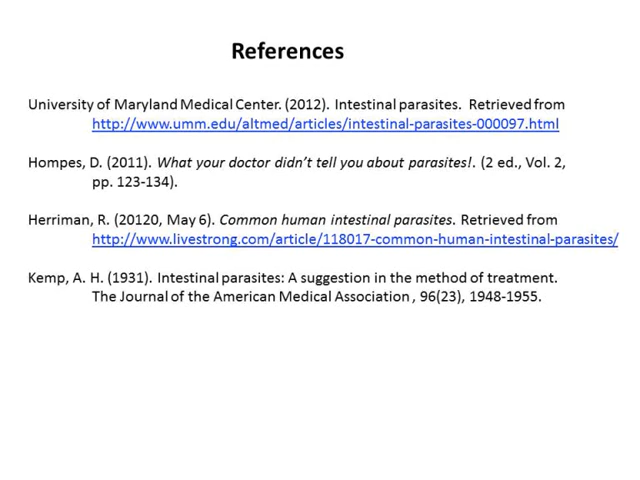 References
University of Maryland Medical Center. (2012). Intestinal parasites. Retrieved from
http://www.umm.edu/altmed/articles/intestinal-parasites-000097.html
Hompes, D. (2011). What your doctor didn't tell you about parasites!. (2 ed., Vol. 2,
pp. 123-134).
Herriman, R. (20120, May 6). Common human intestinal parasites. Retrieved from
http://www.livestrong.com/article/118017-common-human-intestinal-parasites/
Kemp, A. H. (1931). Intestinal parasites: A suggestion in the method of treatment.
The Journal of the American Medical Association , 96(23), 1948-1955.